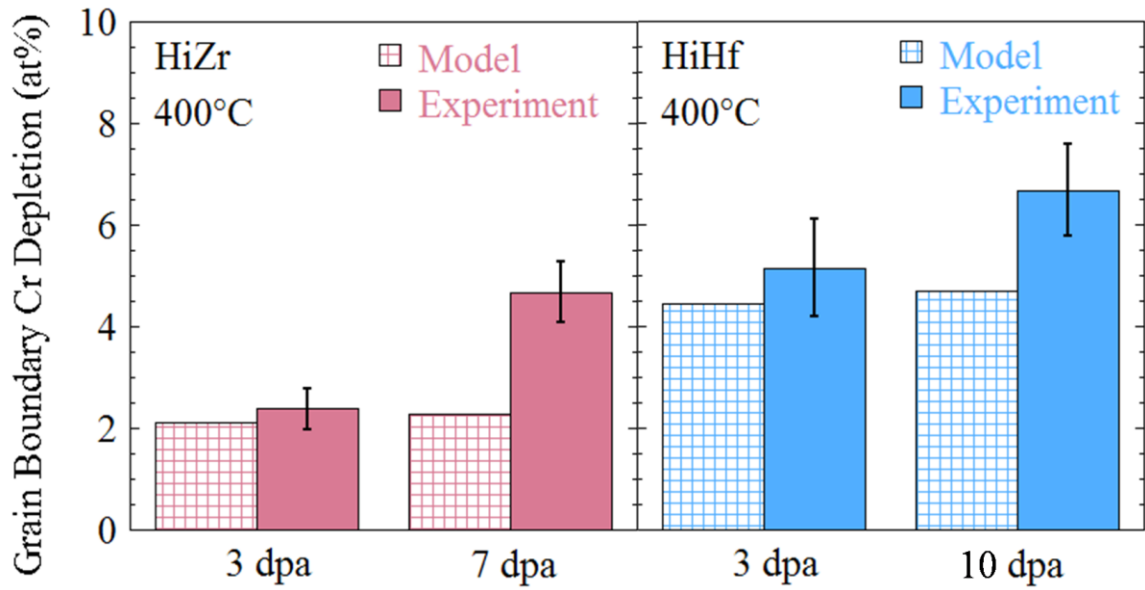 Grain Boundary Cr Depletion (at%)
10
8
6
4
2
0
HiZr
400°C
Model
Experiment
3 dpa
7 dpa
HiHf
400°C
Model
Experiment
3 dpa
10 dpa